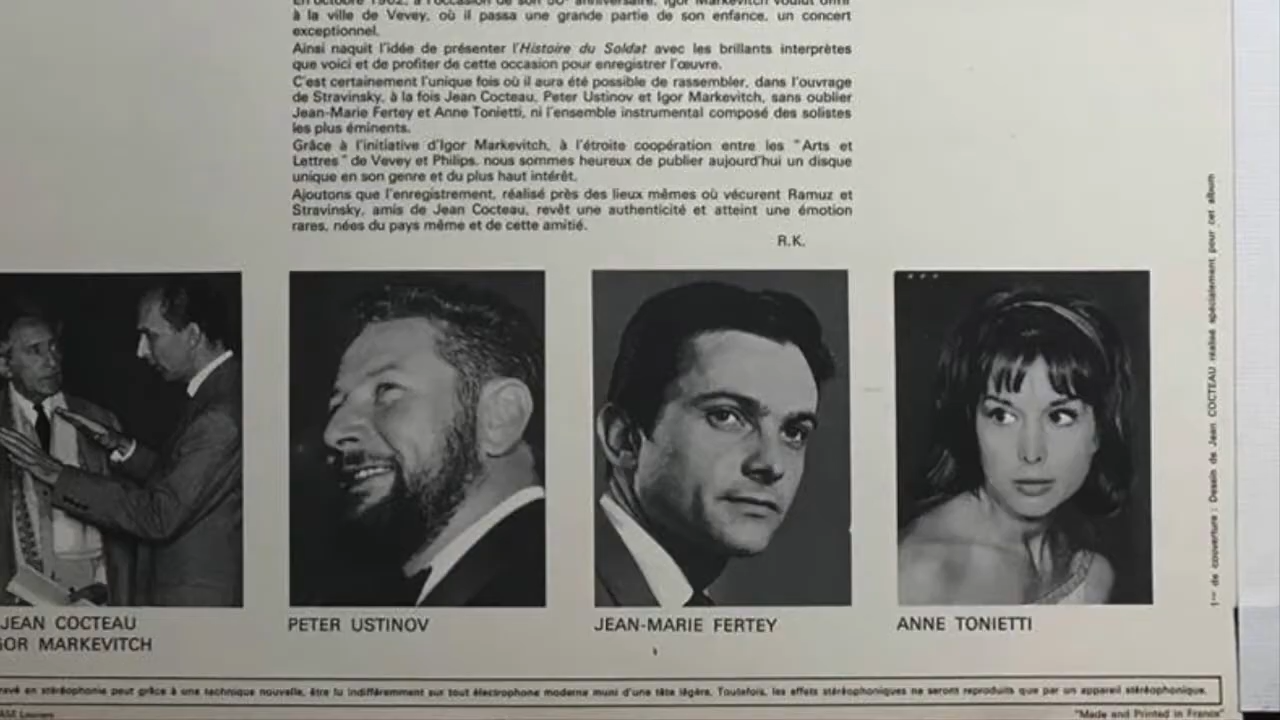 En octobre 1962, à l'occasion de son 50e anniversaire, Igor Markevitch voulut offrir
à la ville de Vevey, où il passa une grande partie de son enfance, un concert
exceptionnel.
Ainsi naquit l'idée de présenter l'Histoire du Soldat avec les brillants interprètes
que voici et de profiter de cette occasion pour enregistrer l'œuvre.
C'est certainement l'unique fois où il aura été possible de rassembler, dans l'ouvrage
de Stravinsky, à la fois Jean Cocteau, Peter Ustinov et Igor Markevitch, sans oublier
Jean-Marie Fertey et Anne Tonietti, ni l'ensemble instrumental composé des solistes
les plus éminents.
Grâce à l'initiative d'Igor Markevitch, à l'étroite coopération entre les "Arts et
Lettres" de Vevey et Philips, nous sommes heureux de publier aujourd'hui un disque
unique en son genre et du plus haut intérêt.
Ajoutons que l'enregistrement, réalisé près des lieux mêmes où vécurent Ramuz et
Stravinsky, amis de Jean Cocteau, revêt une authenticité et atteint une émotion
rares, nées du pays même et de cette amitié.
R.K.
JEAN COCTEAU
GOR MARKEVITCH
PETER USTINOV
JEAN-MARIE FERTEY
ANNE TONIETTI
1re de couverture : Dessin de Jean COCTEAU réalisé spécialement pour cet album
ravé en stéréophonie peut grâce à une technique nouvelle, être lu indifféremment sur tout électrophone moderne muni d'une tête légère. Toutefois, les effets stéréophoniques ne seront reproduits que par un appareil stéréophonique.
"Made and Printed in France"